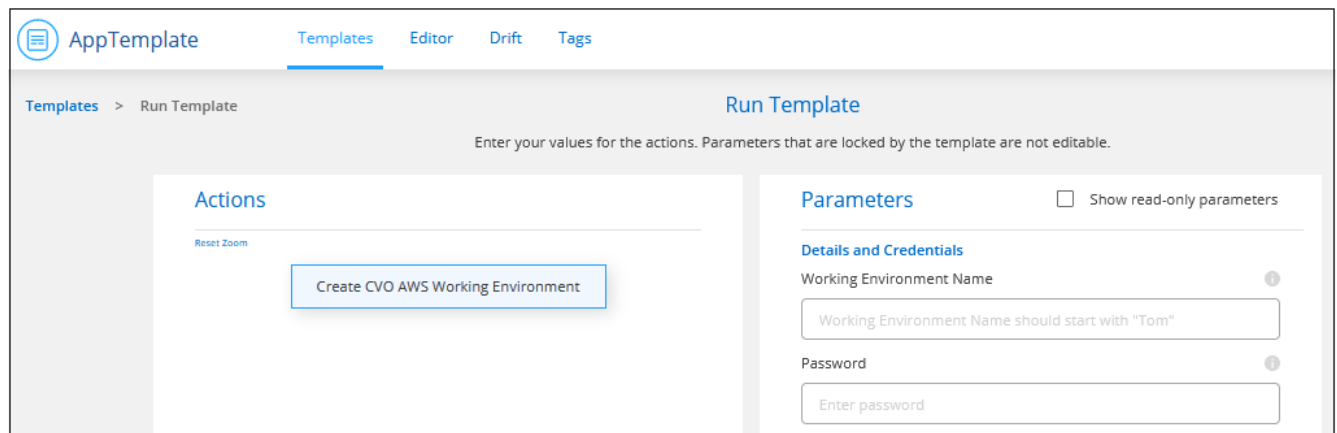 AppTemplate
Templates Editor Drift Tags
Templates > Run Template
Run Template
Enter your values for the actions. Parameters that are locked by the template are not editable.
Actions
Reset Zoom
Create CVO AWS Working Environment
Parameters
Show read-only parameters
Details and Credentials
Working Environment Name
Working Environment Name should start with "Tom"
Password
Enter password